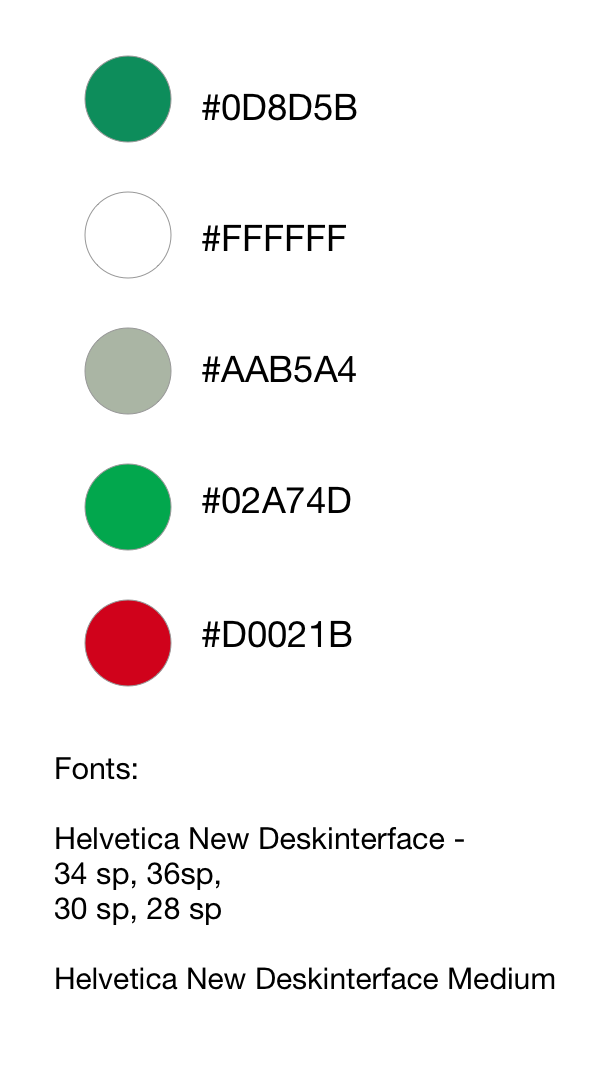 #0D8D5B
#FFFFFF
#AAB5A4
#02A74D
#D0021B
Fonts:
Helvetica New Deskinterface -
34 sp, 36sp,
30 sp, 28 sp
Helvetica New Deskinterface Medium